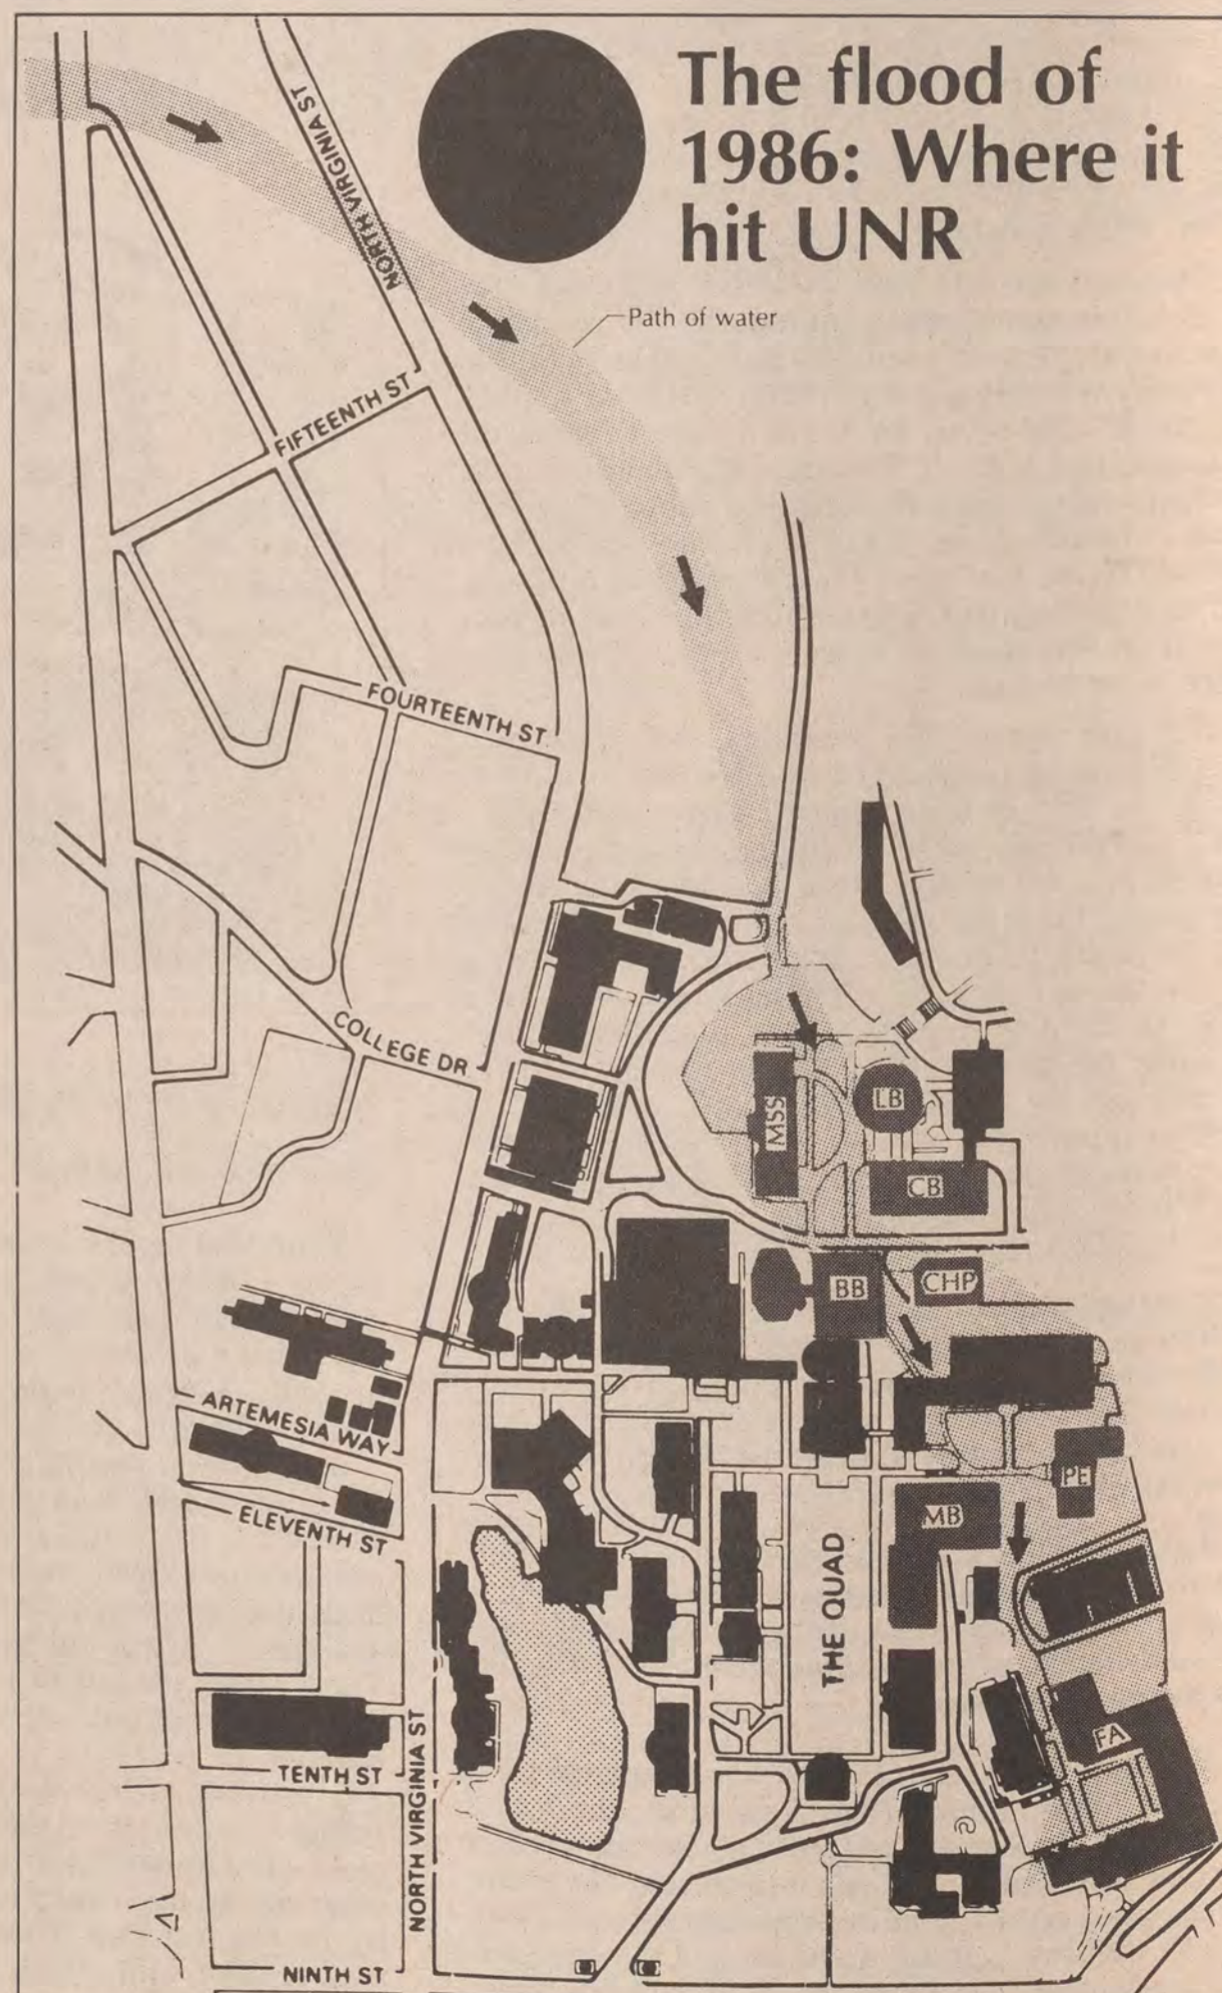 The flood of
1986: Where it
hit UNR
NORTH VIRGINIA ST
Path of water
FIFTEENTH ST
FOURTEENTH ST
COLLEGE DR
MSS
LB
CB
BB
CHP
ARTEMESIA WAY
PE
ELEVENTH ST
MB
THE QUAD
FA
NORTH VIRGINIA ST
TENTH ST
NINTH ST